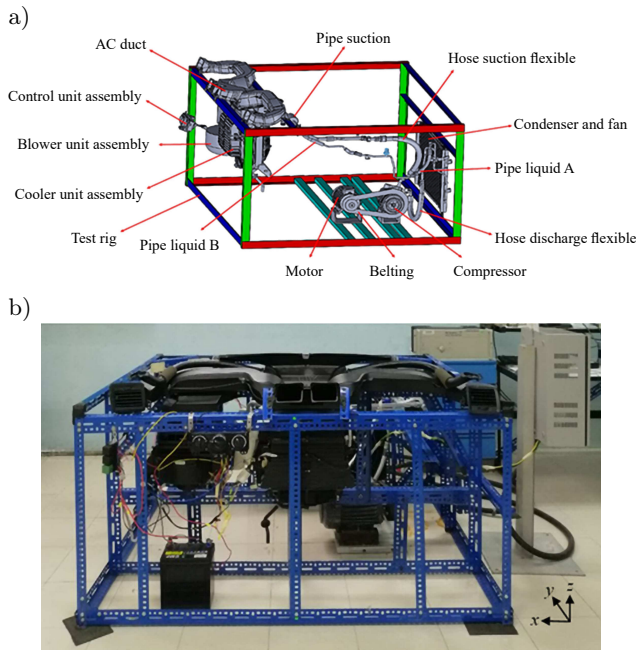 a)
AC duct
Pipe suction
Hose suction flexible
Control unit assembly
Condenser and fan
Blower unit assembly
Pipe liquid A
Cooler unit assembly
Test rig
Pipe liquid B
Hose discharge flexible
Motor
Belting
Compressor
b)
x
y
z